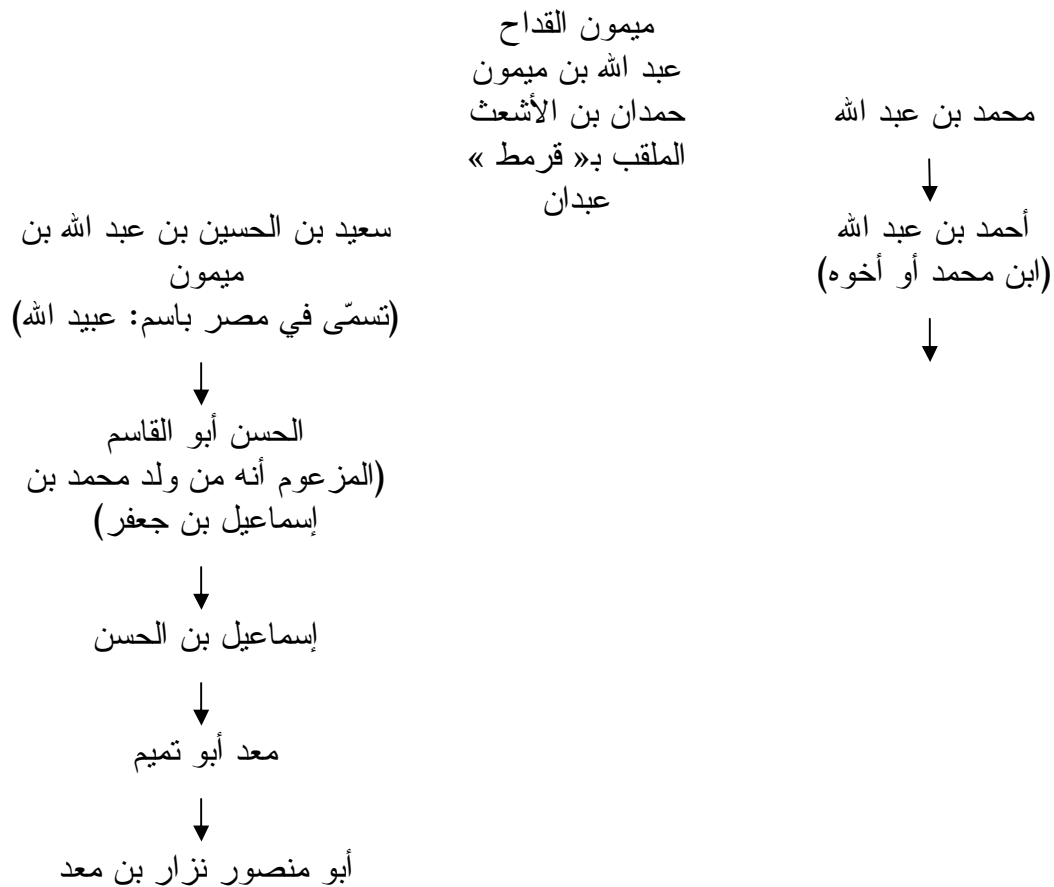 ميمون القداح
عبد الله بن ميمون
حمدان بن الأشعث
الملقب بـ« قرمط »
عبدان
محمد بن عبد الله
أحمد بن عبد الله
(ابن محمد أو أخوه)
سعيد بن الحسين بن عبد الله بن
ميمون
(تسمّى في مصر باسم: عبيد الله)
الحسن أبو القاسم
(المزعوم أنه من ولد محمد بن
إسماعيل بن جعفر)
إسماعيل بن الحسن
معد أبو تميم
أبو منصور نزار بن معد